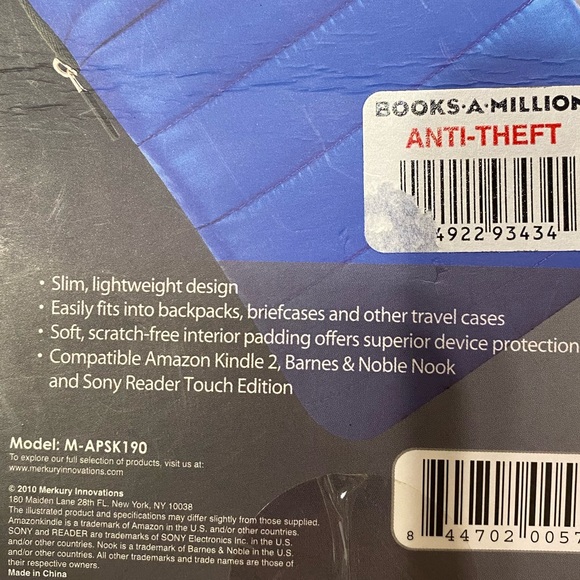 BOOKS·A·MILLION
ANTI-THEFT
4922 93434
• Slim, lightweight design
• Easily fits into backpacks, briefcases and other travel cases
• Soft, scratch-free interior padding offers superior device protection
• Compatible Amazon Kindle 2, Barnes & Noble Nook
and Sony Reader Touch Edition
Model: M-APSK190
To explore our full selection of products, visit us at:
www.merkuryinnovations.com
© 2010 Merkury Innovations
180 Maiden Lane 28th FL. New York, NY 10038
The illustrated product and specifications may differ slightly from those supplied.
Amazonkindle is a trademark of Amazon in the U.S. and/or other countries.
SONY and READER are trademarks of SONY Electronics Inc. in the U.S.
and/or other countries. Nook is a trademark of Barnes & Noble in the U.S.
and/or other countries. All other trademarks and trade names are those of
their respective owners.
Made in China
8 44702 0057